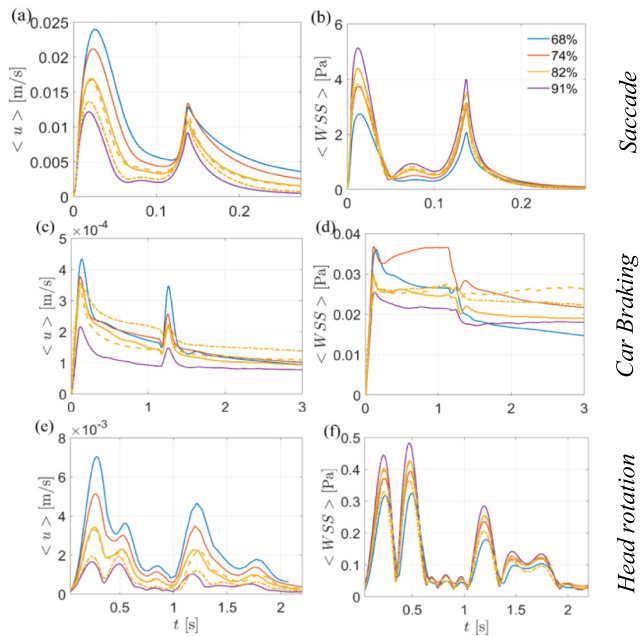 (a)
0.025
0.02
0.015
0.01
0.005
0
< u > [m/s]
0 0.1 0.2
(b)
6
4
2
0
< WSS > [Pa]
0 0.1 0.2
68%
74%
82%
91%
Saccade
(c)
×10⁻⁴
5
4
3
2
1
0
< u > [m/s]
0 1 2 3
(d)
0.04
0.03
0.02
0.01
0
< WSS > [Pa]
0 1 2 3
Car Braking
(e)
×10⁻³
8
6
4
2
0
< u > [m/s]
0.5 1 1.5 2
t [s]
(f)
0.5
0.4
0.3
0.2
0.1
0
< WSS > [Pa]
0.5 1 1.5 2
t [s]
Head rotation